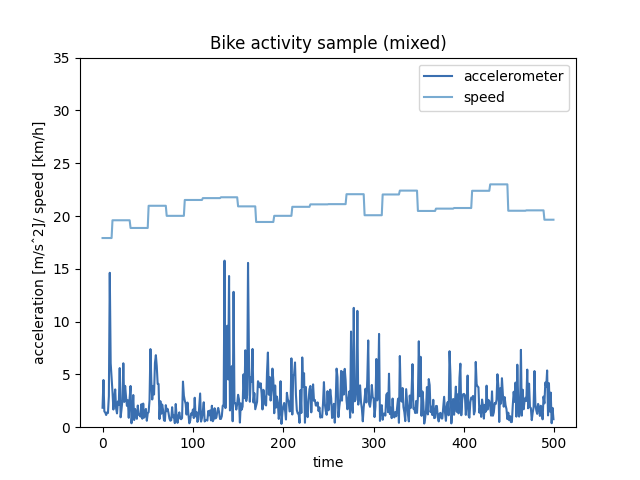 Bike activity sample (mixed)
accelerometer
speed
35
30
25
20
15
10
5
0
acceleration [m/s^2]/ speed [km/h]
0 100 200 300 400 500
time